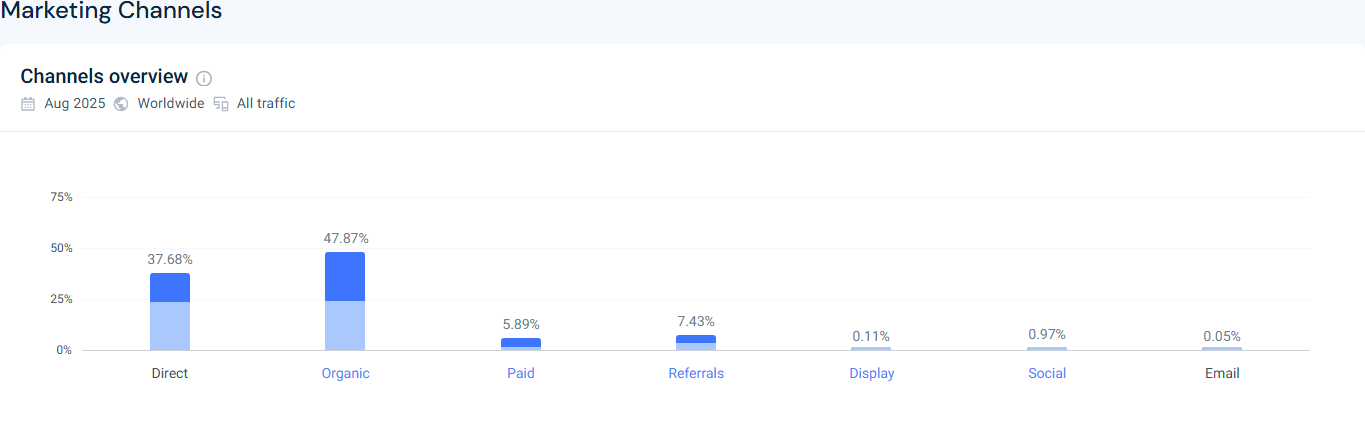 Marketing Channels
Channels overview
Aug 2025 Worldwide All traffic
75%
50%
25%
0%
37.68%
47.87%
5.89%
7.43%
0.11%
0.97%
0.05%
Direct Organic Paid Referrals Display Social Email